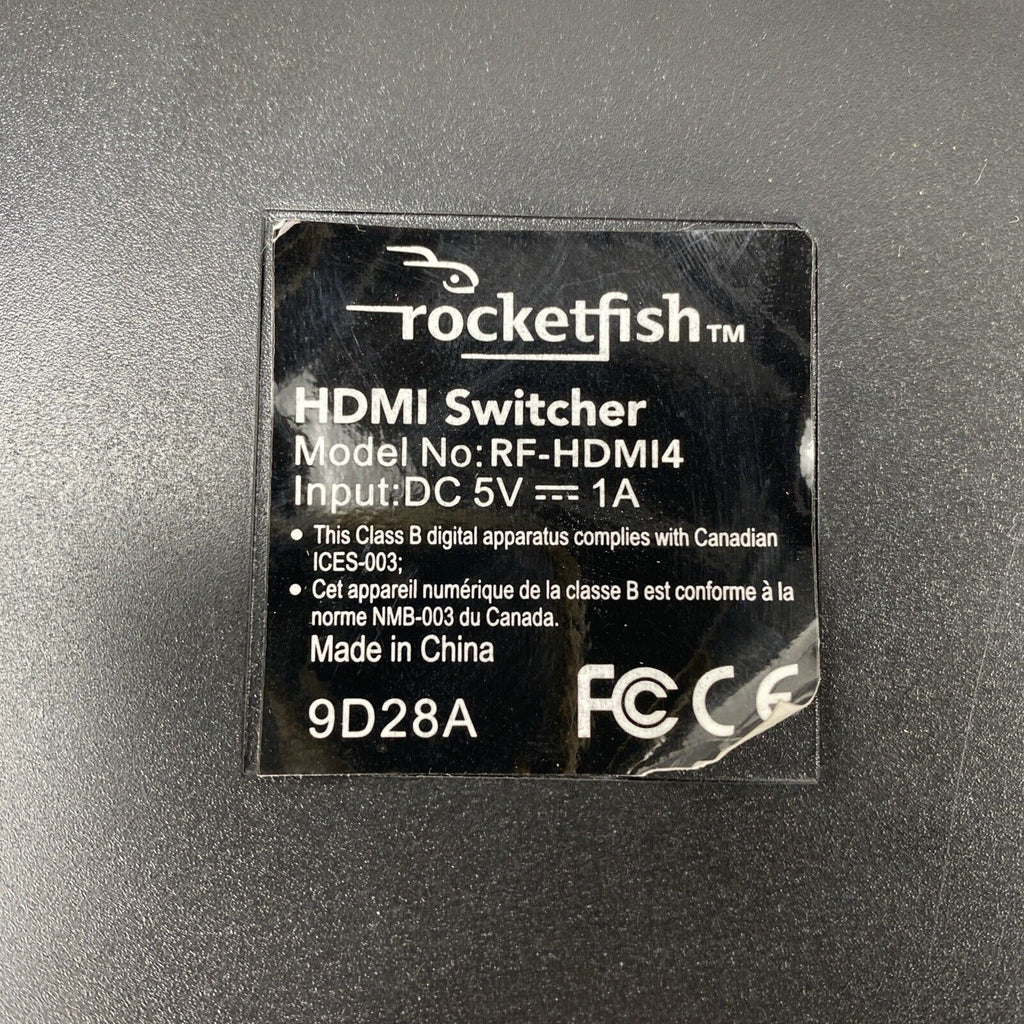 rocketfish™
HDMI Switcher
Model No:RF-HDMI4
Input:DC 5V ⎓ 1A
• This Class B digital apparatus complies with Canadian
ICES-003;
• Cet appareil numérique de la classe B est conforme à la
norme NMB-003 du Canada.
Made in China
9D28A FC CE